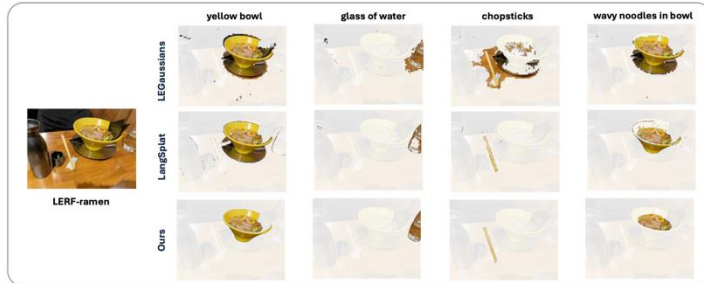 yellow bowl glass of water chopsticks wavy noodles in bowl
LEGaussians
LangSplat
LERF-ramen
Ours